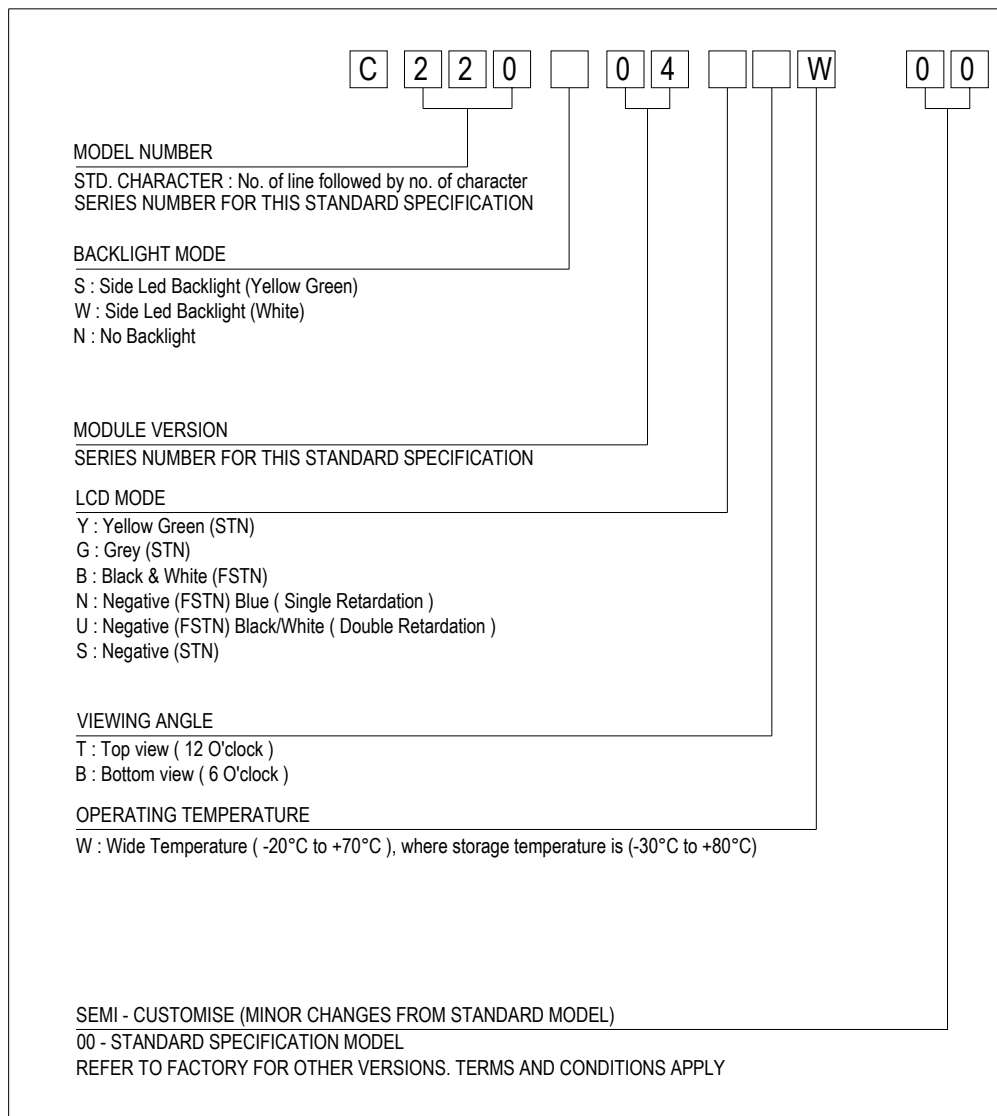 C 2 2 0 0 4 W 0 0
MODEL NUMBER
STD. CHARACTER : No. of line followed by no. of character
SERIES NUMBER FOR THIS STANDARD SPECIFICATION
BACKLIGHT MODE
S : Side Led Backlight (Yellow Green)
W : Side Led Backlight (White)
N : No Backlight
MODULE VERSION
SERIES NUMBER FOR THIS STANDARD SPECIFICATION
LCD MODE
Y : Yellow Green (STN)
G : Grey (STN)
B : Black & White (FSTN)
N : Negative (FSTN) Blue ( Single Retardation )
U : Negative (FSTN) Black/White ( Double Retardation )
S : Negative (STN)
VIEWING ANGLE
T : Top view ( 12 O'clock )
B : Bottom view ( 6 O'clock )
OPERATING TEMPERATURE
W : Wide Temperature ( -20°C to +70°C ), where storage temperature is (-30°C to +80°C)
SEMI - CUSTOMISE (MINOR CHANGES FROM STANDARD MODEL)
00 - STANDARD SPECIFICATION MODEL
REFER TO FACTORY FOR OTHER VERSIONS. TERMS AND CONDITIONS APPLY